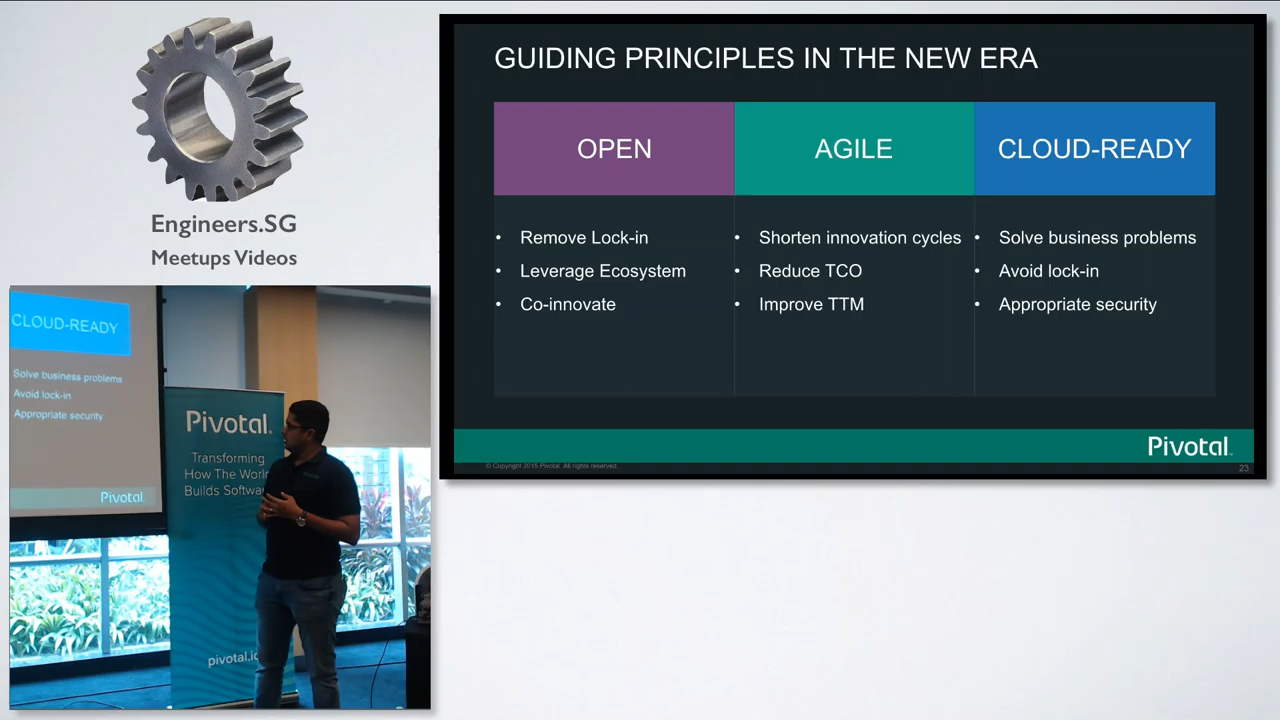 Engineers.SG
Meetups Videos
CLOUD-READY
Solve business problems
Avoid lock-in
Appropriate security
Pivotal.
Pivotal.
Transforming
How The World
Builds Softwa
pivotal.io
GUIDING PRINCIPLES IN THE NEW ERA
OPEN
• Remove Lock-in
• Leverage Ecosystem
• Co-innovate
AGILE
• Shorten innovation cycles
• Reduce TCO
• Improve TTM
CLOUD-READY
• Solve business problems
• Avoid lock-in
• Appropriate security
Pivotal.
© Copyright 2015 Pivotal. All rights reserved.
23